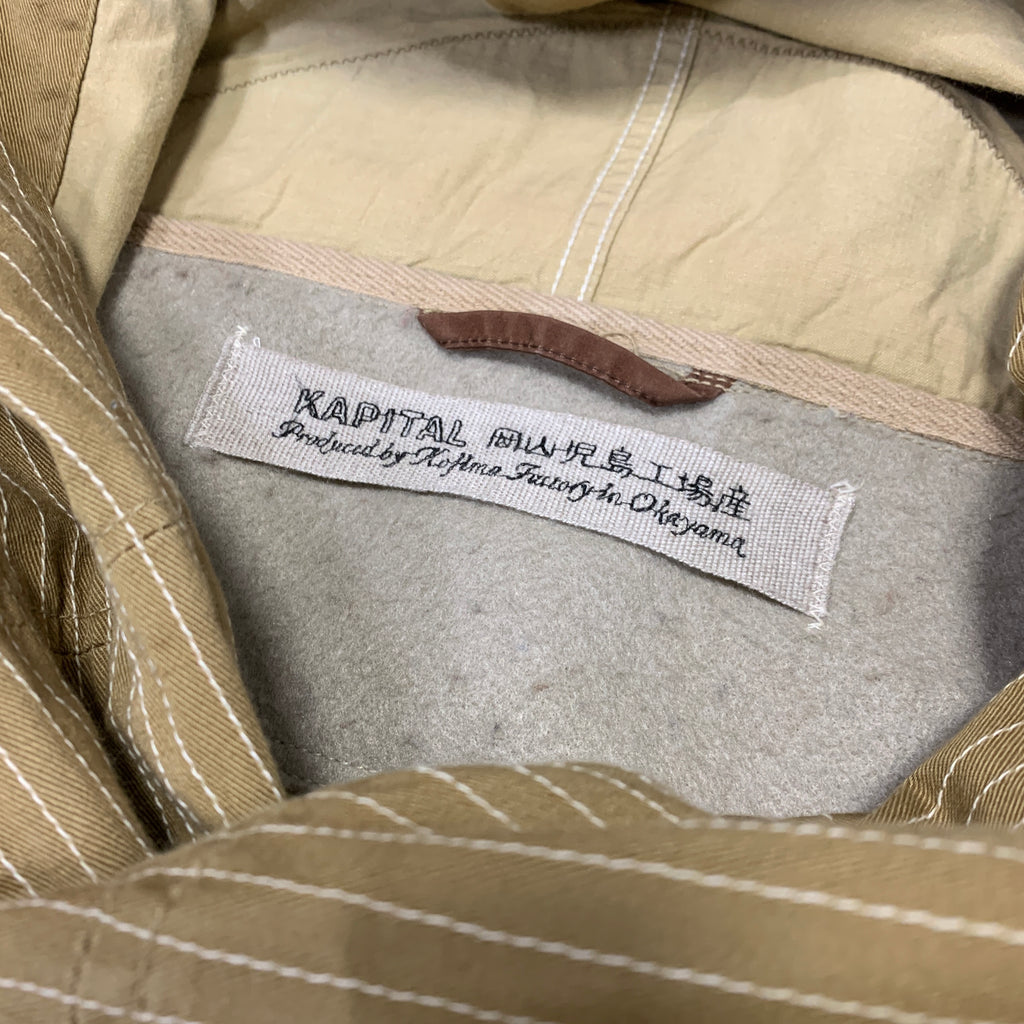 KAPITAL 岡山児島工場産
Produced by Kojima Factory in Okayama